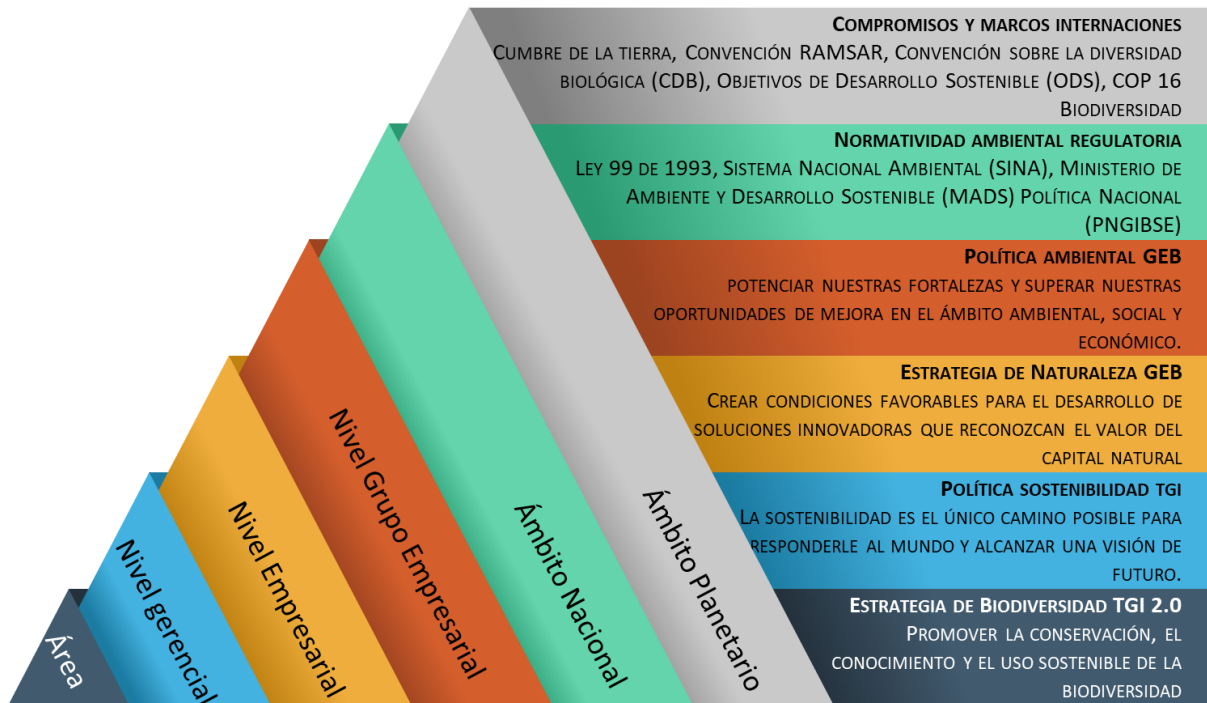 COMPROMISOS Y MARCOS INTERNACIONES
CUMBRE DE LA TIERRA, CONVENCIÓN RAMSAR, CONVENCIÓN SOBRE LA DIVERSIDAD
BIOLÓGICA (CDB), OBJETIVOS DE DESARROLLO SOSTENIBLE (ODS), COP 16
BIODIVERSIDAD
NORMATIVIDAD AMBIENTAL REGULATORIA
LEY 99 DE 1993, SISTEMA NACIONAL AMBIENTAL (SINA), MINISTERIO DE
AMBIENTE Y DESARROLLO SOSTENIBLE (MADS) POLÍTICA NACIONAL
(PNGIBSE)
POLÍTICA AMBIENTAL GEB
POTENCIAR NUESTRAS FORTALEZAS Y SUPERAR NUESTRAS
OPORTUNIDADES DE MEJORA EN EL ÁMBITO AMBIENTAL, SOCIAL Y
ECONÓMICO.
ESTRATEGIA DE NATURALEZA GEB
CREAR CONDICIONES FAVORABLES PARA EL DESARROLLO DE
SOLUCIONES INNOVADORAS QUE RECONOZCAN EL VALOR DEL
CAPITAL NATURAL
POLÍTICA SOSTENIBILIDAD TGI
LA SOSTENIBILIDAD ES EL ÚNICO CAMINO POSIBLE PARA
RESPONDERLE AL MUNDO Y ALCANZAR UNA VISIÓN DE
FUTURO.
ESTRATEGIA DE BIODIVERSIDAD TGI 2.0
PROMOVER LA CONSERVACIÓN, EL
CONOCIMIENTO Y EL USO SOSTENIBLE DE LA
BIODIVERSIDAD
Área
Nivel gerencial
Nivel Empresarial
Nivel Grupo Empresarial
Ámbito Nacional
Ámbito Planetario